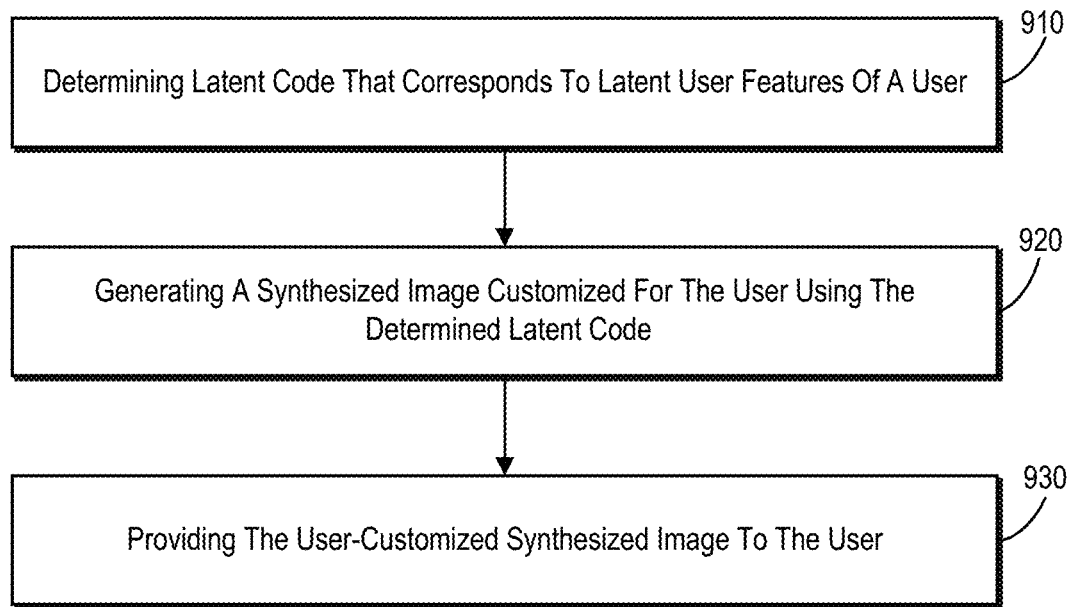 910
Determining Latent Code That Corresponds To Latent User Features Of A User
920
Generating A Synthesized Image Customized For The User Using The
Determined Latent Code
930
Providing The User-Customized Synthesized Image To The User